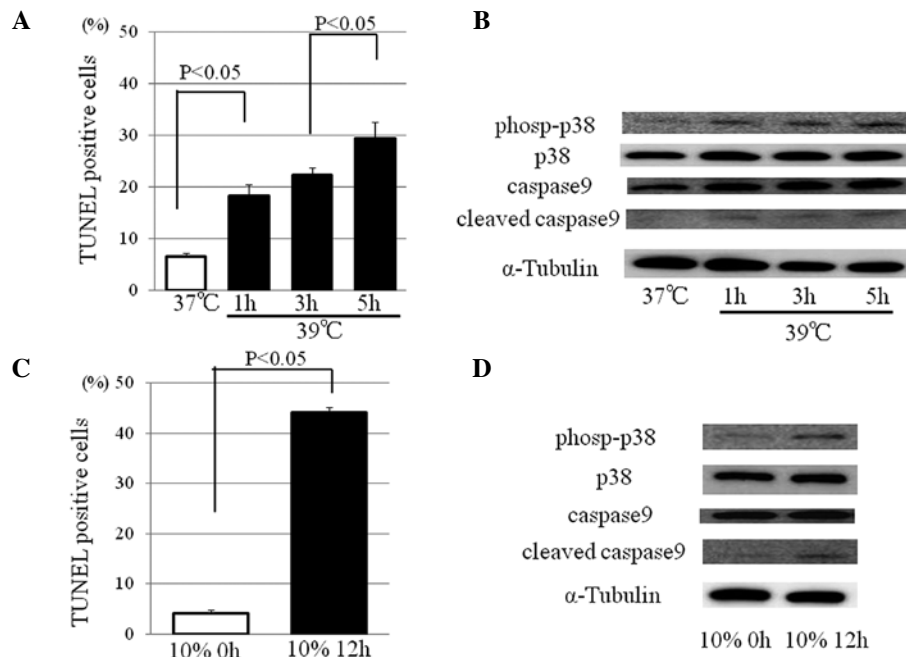 A
(%)
TUNEL positive cells
50
40
30
20
10
0
P<0.05
P<0.05
37℃ 1h 3h 5h
39℃
B
phosp-p38
p38
caspase9
cleaved caspase9
α-Tubulin
37℃ 1h 3h 5h
39℃
C
(%)
TUNEL positive cells
50
40
30
20
10
0
P<0.05
10% 0h 10% 12h
D
phosp-p38
p38
caspase9
cleaved caspase9
α-Tubulin
10% 0h 10% 12h